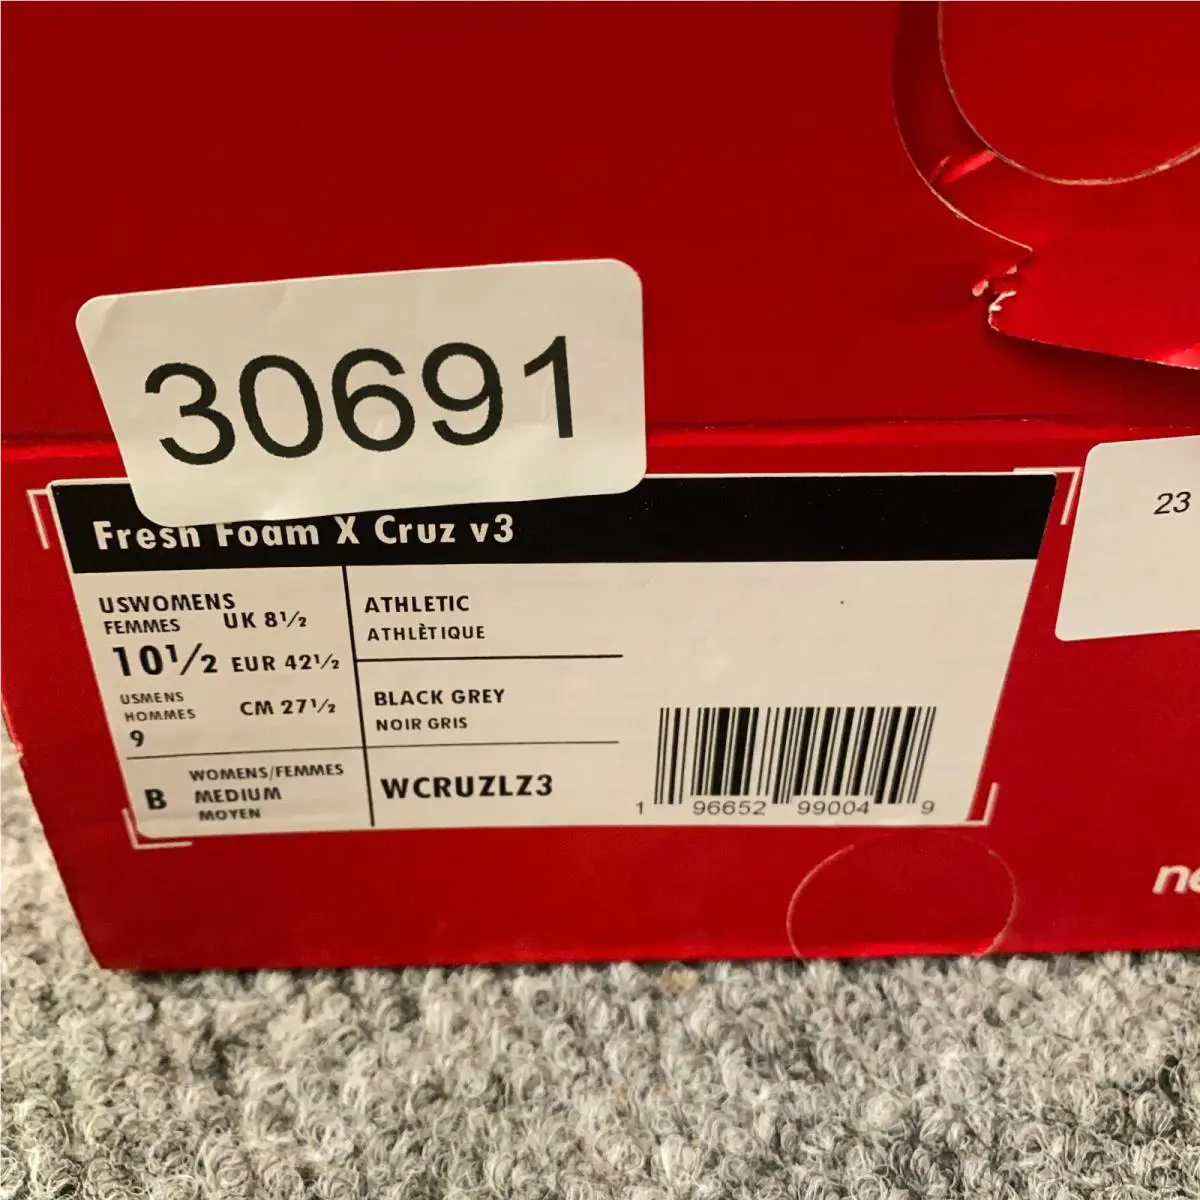 30691
Fresh Foam X Cruz v3
23
USWOMENS
FEMMES UK 8½
10½ EUR 42½
USMENS
HOMMES CM 27½
9
B WOMENS/FEMMES
MEDIUM
MOYEN
ATHLETIC
ATHLÈTIQUE
BLACK GREY
NOIR GRIS
WCRUZLZ3
1 96652 99004 9
ne